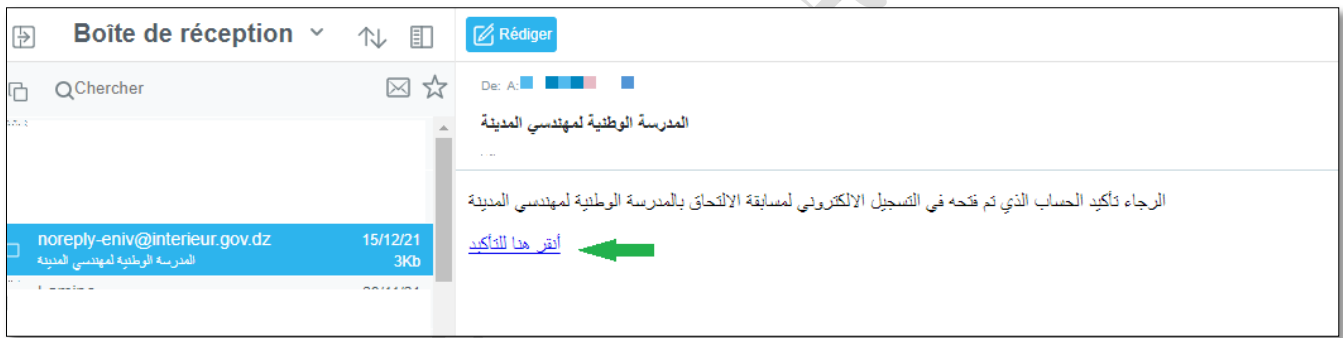 Boîte de réception
Chercher
noreply-eniv@interieur.gov.dz 15/12/21
المدرسة الوطنية لمهندسي المدينة 3Kb
Rédiger
De: A:
المدرسة الوطنية لمهندسي المدينة
الرجاء تأكيد الحساب الذي تم فتحه في التسجيل الالكتروني لمسابقة الالتحاق بالمدرسة الوطنية لمهندسي المدينة
أنقر هنا للتأكيد